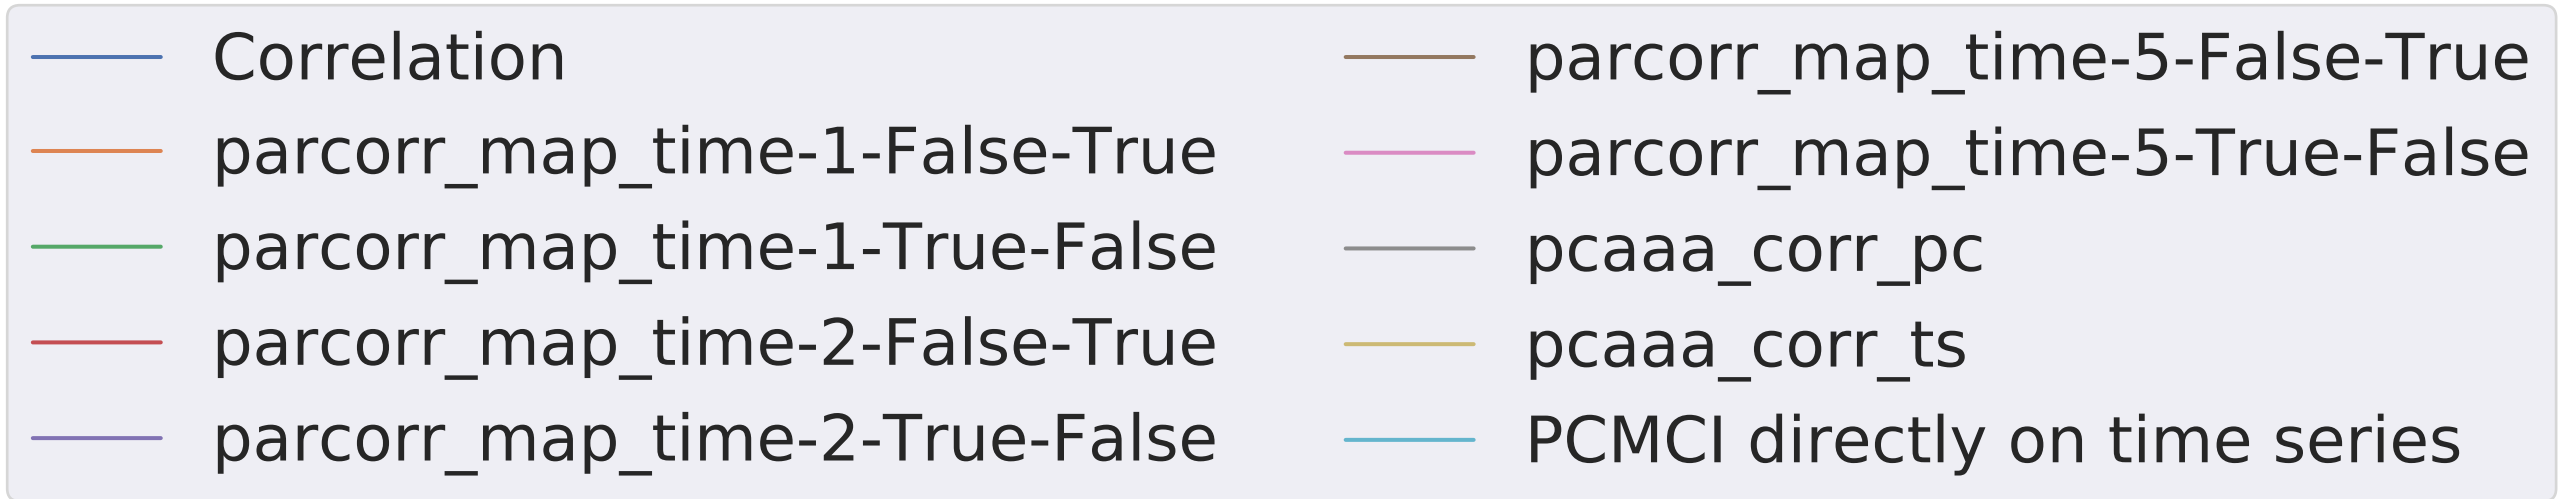 Correlation
parcorr_map_time-1-False-True
parcorr_map_time-1-True-False
parcorr_map_time-2-False-True
parcorr_map_time-2-True-False
parcorr_map_time-5-False-True
parcorr_map_time-5-True-False
pcaaa_corr_pc
pcaaa_corr_ts
PCMCI directly on time series